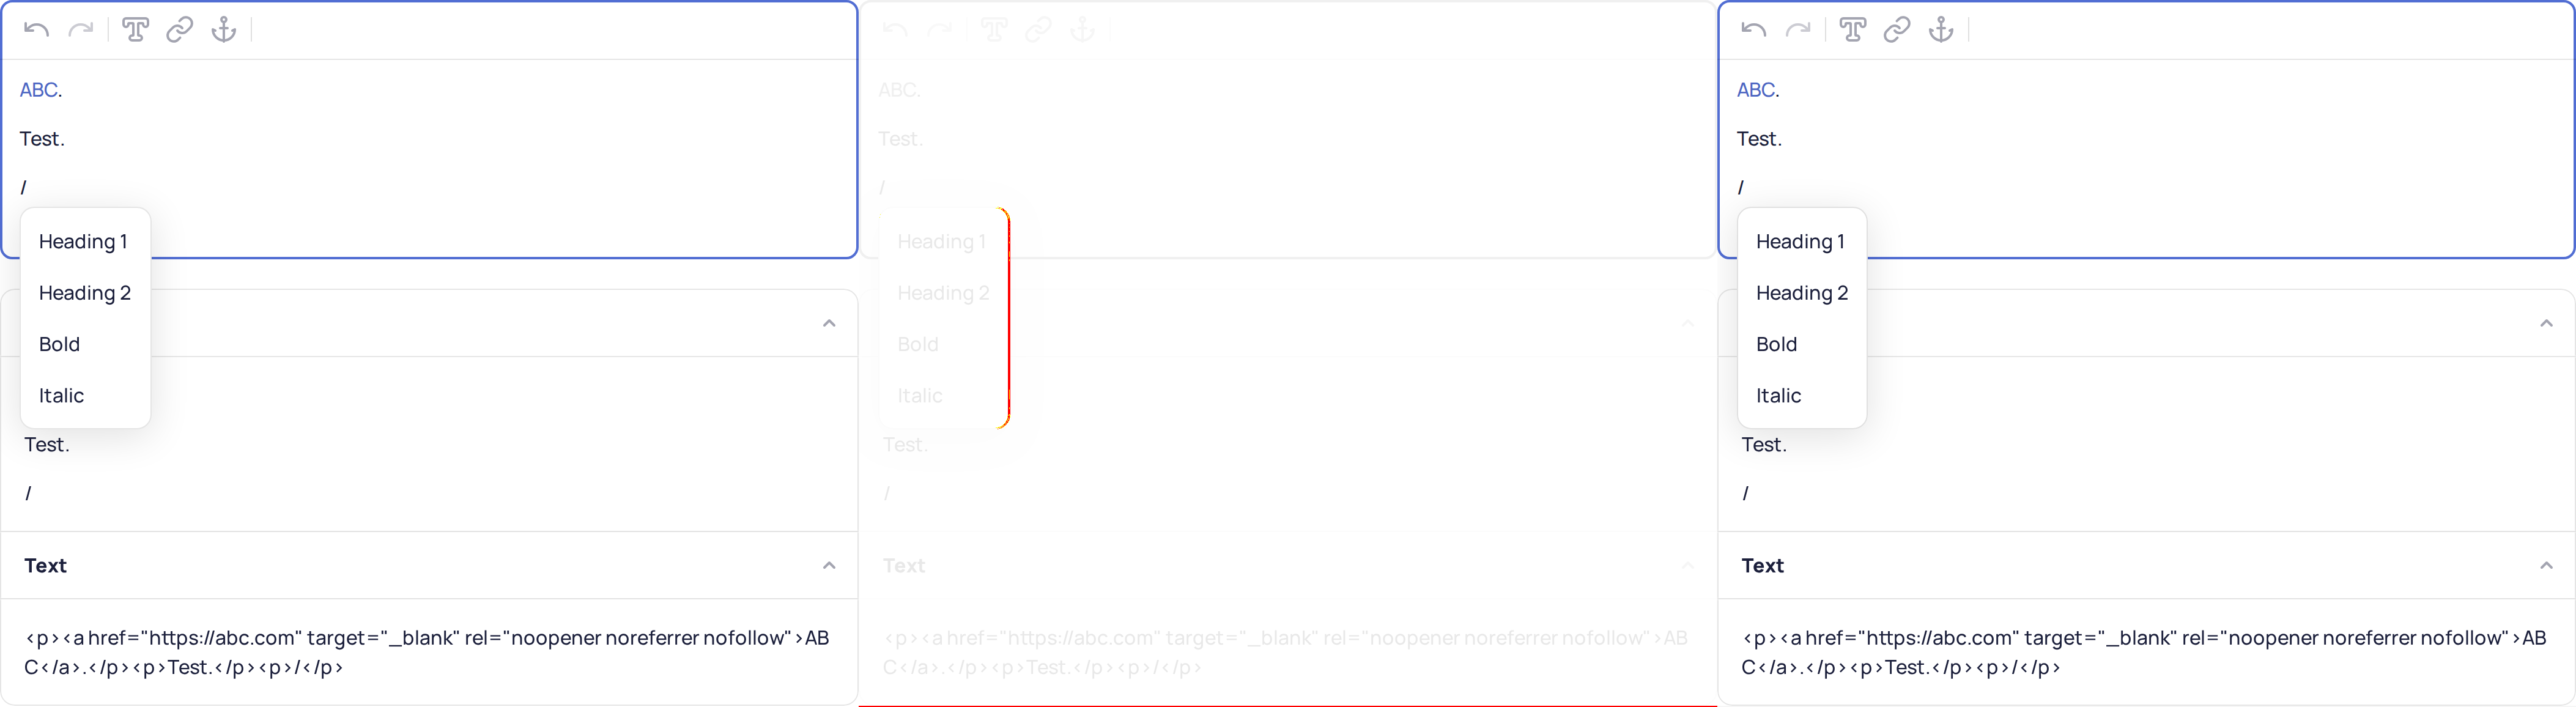 ABC.
Test.
/
Heading 1
Heading 2
Bold
Italic
Test.
/
Text
<p><a href="https://abc.com" target="_blank" rel="noopener noreferrer nofollow">AB
C</a>.</p><p>Test.</p><p>/</p>
ABC.
Test.
/
Heading 1
Heading 2
Bold
Italic
Test.
/
Text
<p><a href="https://abc.com" target="_blank" rel="noopener noreferrer nofollow">AB
C</a>.</p><p>Test.</p><p>/</p>
ABC.
Test.
/
Heading 1
Heading 2
Bold
Italic
Test.
/
Text
<p><a href="https://abc.com" target="_blank" rel="noopener noreferrer nofollow">AB
C</a>.</p><p>Test.</p><p>/</p>